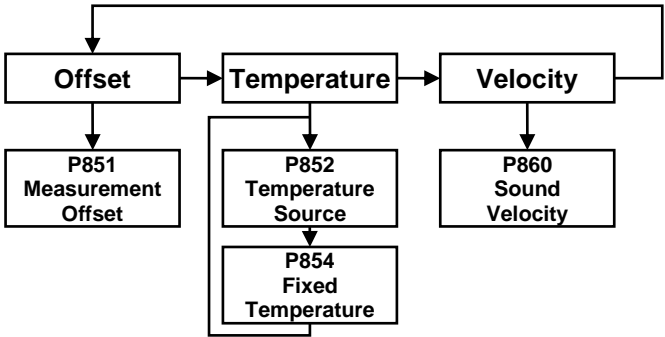 Offset
Temperature
Velocity
P851
Measurement
Offset
P852
Temperature
Source
P860
Sound
Velocity
P854
Fixed
Temperature